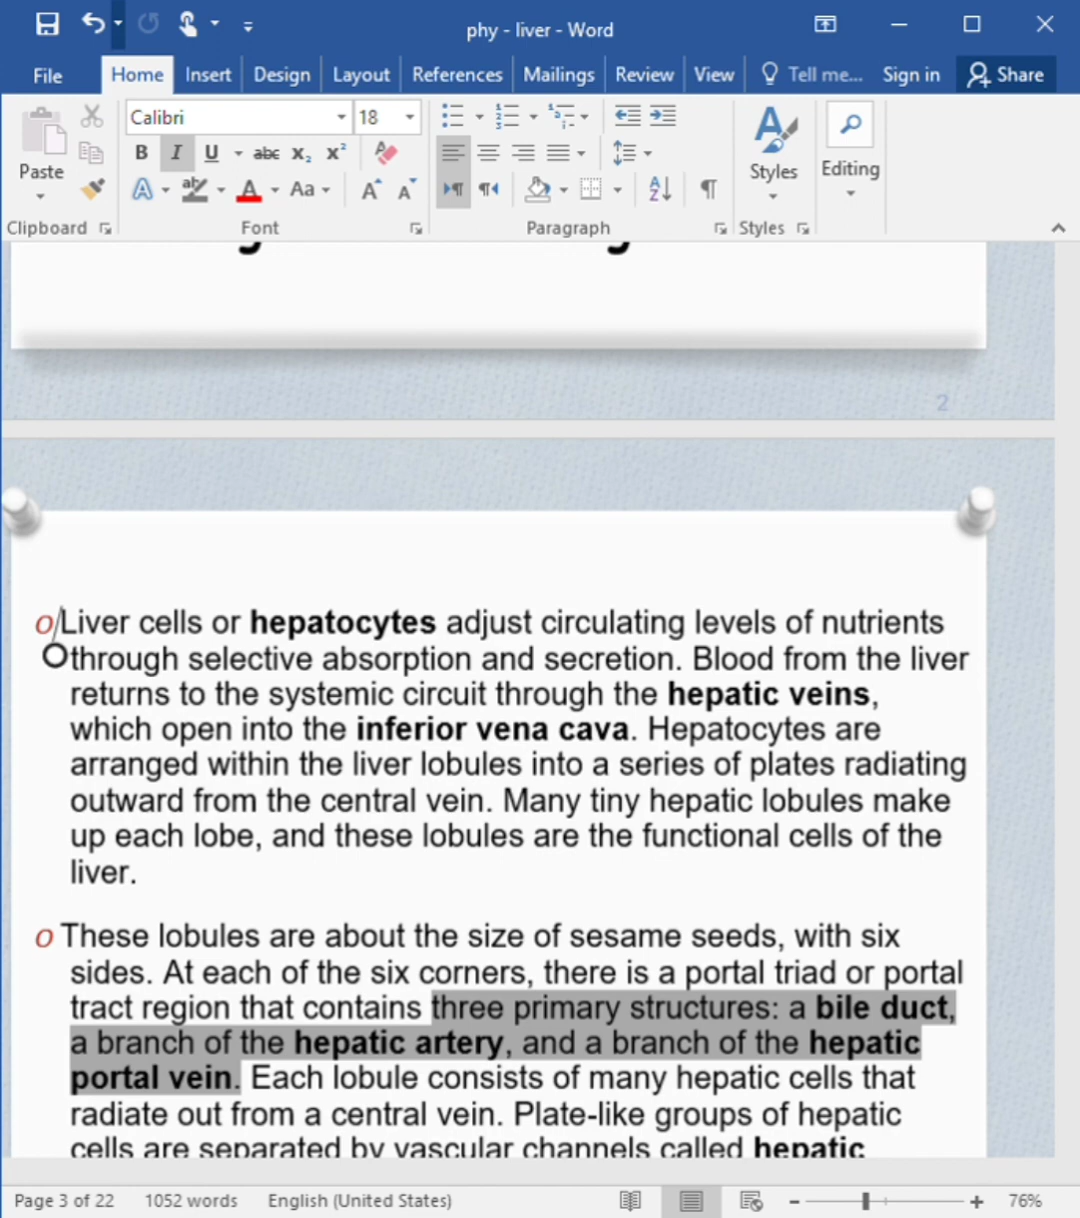 phy - liver - Word
File Home Insert Design Layout References Mailings Review View Tell me... Sign in Share
Calibri 18
Paste
B I U abc x₂ x² Aa A A
Styles Editing
Clipboard Font Paragraph Styles
2
o Liver cells or hepatocytes adjust circulating levels of nutrients
through selective absorption and secretion. Blood from the liver
returns to the systemic circuit through the hepatic veins,
which open into the inferior vena cava. Hepatocytes are
arranged within the liver lobules into a series of plates radiating
outward from the central vein. Many tiny hepatic lobules make
up each lobe, and these lobules are the functional cells of the
liver.
o These lobules are about the size of sesame seeds, with six
sides. At each of the six corners, there is a portal triad or portal
tract region that contains three primary structures: a bile duct,
a branch of the hepatic artery, and a branch of the hepatic
portal vein. Each lobule consists of many hepatic cells that
radiate out from a central vein. Plate-like groups of hepatic
cells are separated by vascular channels called hepatic
Page 3 of 22 1052 words English (United States) 76%